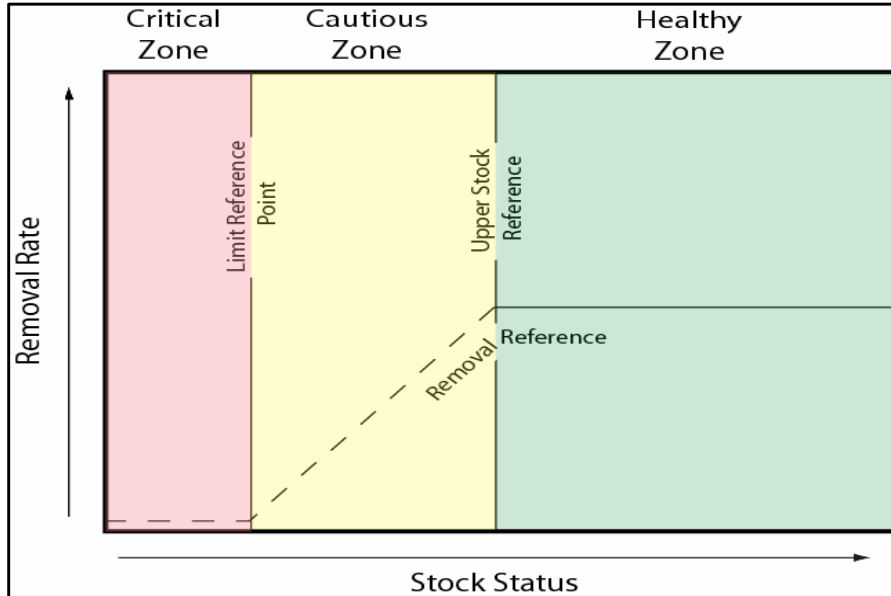 Critical
Zone
Cautious
Zone
Healthy
Zone
Removal Rate
Limit Reference
Point
Upper Stock
Reference
Removal Reference
Stock Status